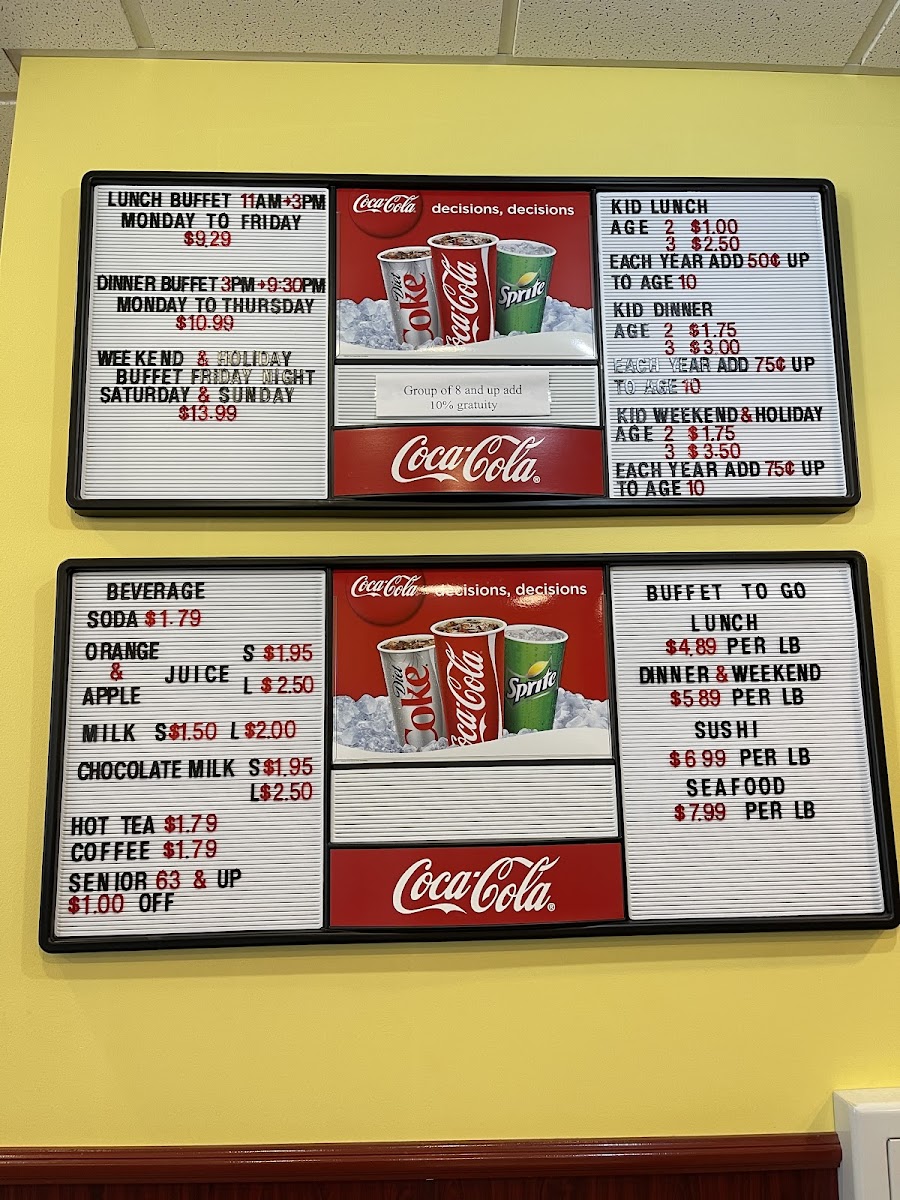 LUNCH BUFFET 11AM→3PM
MONDAY TO FRIDAY
$9.29
DINNER BUFFET 3PM→9:30PM
MONDAY TO THURSDAY
$10.99
WEEKEND & HOLIDAY
BUFFET FRIDAY NIGHT
SATURDAY & SUNDAY
$13.99
Coca-Cola decisions, decisions
Diet Coke
Coca-Cola
Sprite
Group of 8 and up add
10% gratuity
Coca-Cola®
KID LUNCH
AGE 2 $1.00
3 $2.50
EACH YEAR ADD 50¢ UP
TO AGE 10
KID DINNER
AGE 2 $1.75
3 $3.00
EACH YEAR ADD 75¢ UP
TO AGE 10
KID WEEKEND & HOLIDAY
AGE 2 $1.75
3 $3.50
EACH YEAR ADD 75¢ UP
TO AGE 10
BEVERAGE
SODA $1.79
ORANGE & APPLE JUICE S $1.95
L $2.50
MILK S$1.50 L$2.00
CHOCOLATE MILK S$1.95
L$2.50
HOT TEA $1.79
COFFEE $1.79
SENIOR 63 & UP
$1.00 OFF
Coca-Cola decisions, decisions
Diet Coke
Coca-Cola
Sprite
Coca-Cola®
BUFFET TO GO
LUNCH
$4.89 PER LB
DINNER & WEEKEND
$5.89 PER LB
SUSHI
$6.99 PER LB
SEAFOOD
$7.99 PER LB